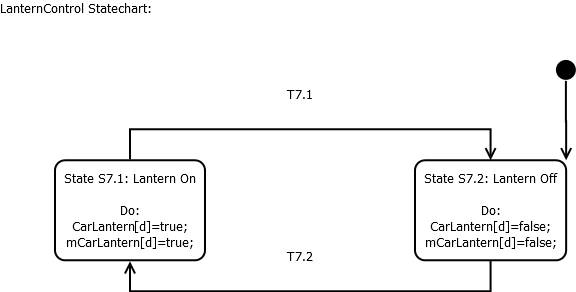 LanternControl Statechart:
T7.1
State S7.1: Lantern On
Do:
CarLantern[d]=true;
mCarLantern[d]=true;
State S7.2: Lantern Off
Do:
CarLantern[d]=false;
mCarLantern[d]=false;
T7.2